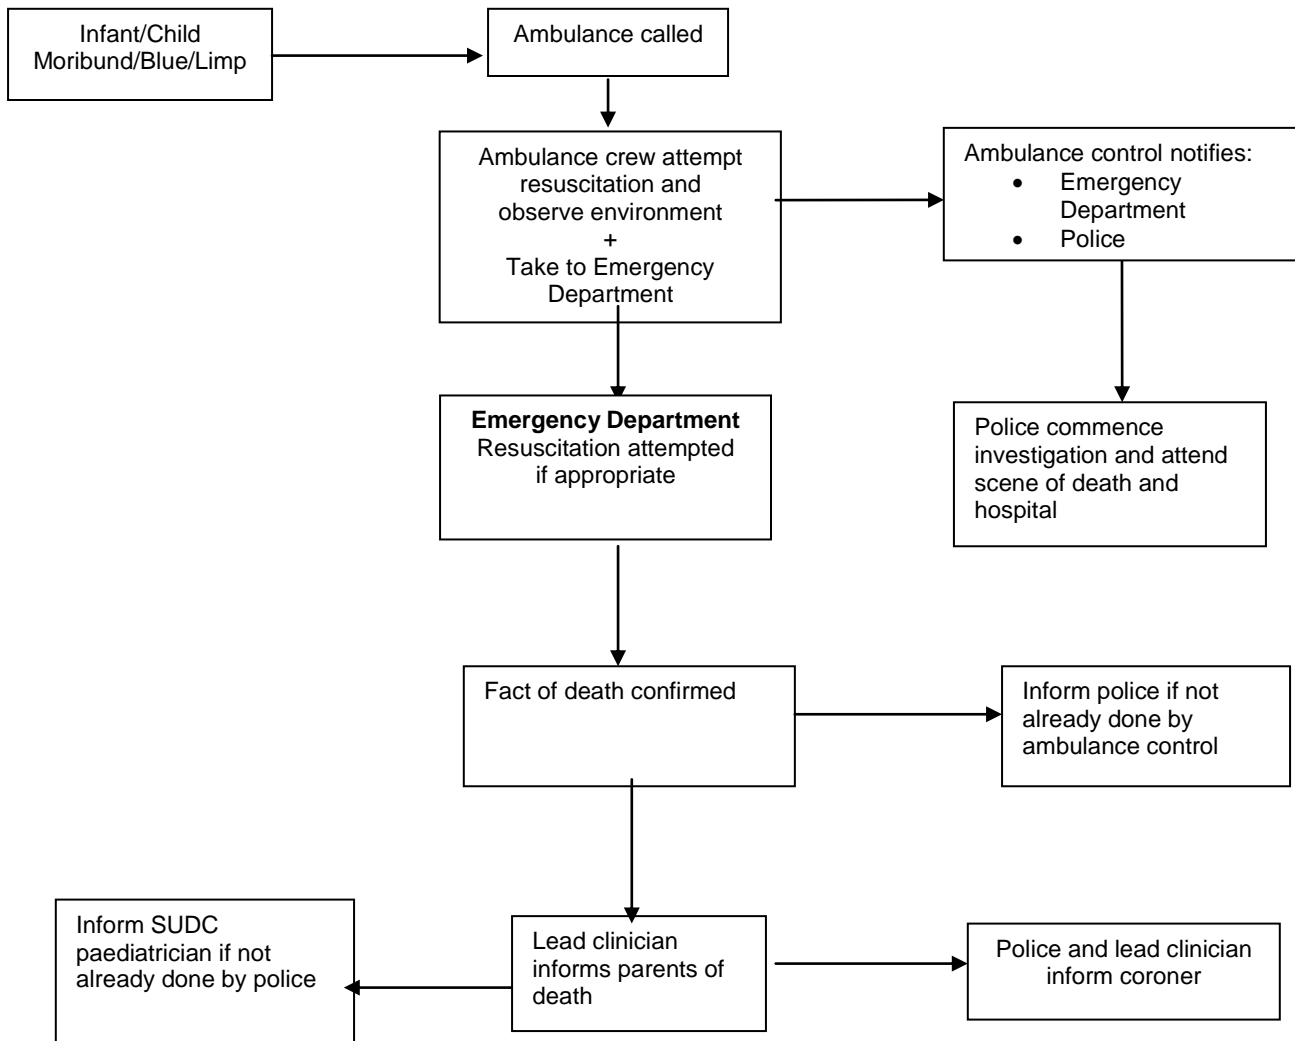 Infant/Child
Moribund/Blue/Limp
Ambulance called
Ambulance crew attempt
resuscitation and
observe environment
+
Take to Emergency
Department
Ambulance control notifies:
• Emergency
Department
• Police
Emergency Department
Resuscitation attempted
if appropriate
Police commence
investigation and attend
scene of death and
hospital
Fact of death confirmed
Inform police if not
already done by
ambulance control
Inform SUDC
paediatrician if not
already done by police
Lead clinician
informs parents of
death
Police and lead clinician
inform coroner